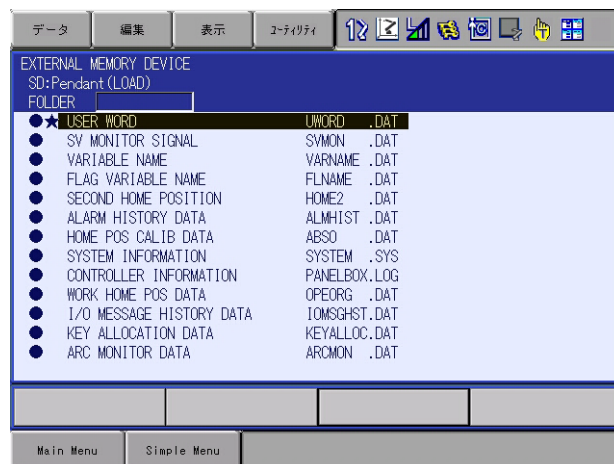 データ 編集 表示 ユーティリティ
EXTERNAL MEMORY DEVICE
SD:Pendant(LOAD)
FOLDER
●★ USER WORD UWORD .DAT
● SV MONITOR SIGNAL SVMON .DAT
● VARIABLE NAME VARNAME .DAT
● FLAG VARIABLE NAME FLNAME .DAT
● SECOND HOME POSITION HOME2 .DAT
● ALARM HISTORY DATA ALMHIST .DAT
● HOME POS CALIB DATA ABSO .DAT
● SYSTEM INFORMATION SYSTEM .SYS
● CONTROLLER INFORMATION PANELBOX.LOG
● WORK HOME POS DATA OPEORG .DAT
● I/O MESSAGE HISTORY DATA IOMSGHST.DAT
● KEY ALLOCATION DATA KEYALLOC.DAT
● ARC MONITOR DATA ARCMON .DAT
Main Menu Simple Menu